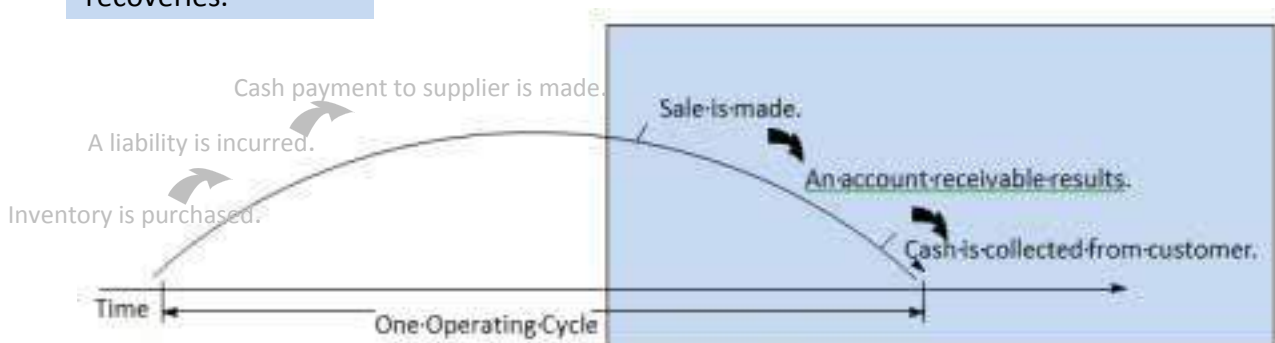 recoveries.
Cash payment to supplier is made.
Sale·is·made.
A liability is incurred.
An·account·receivable·results.
Inventory is purchased.
Cash·is·collected·from·customer.
Time
One·Operating·Cycle